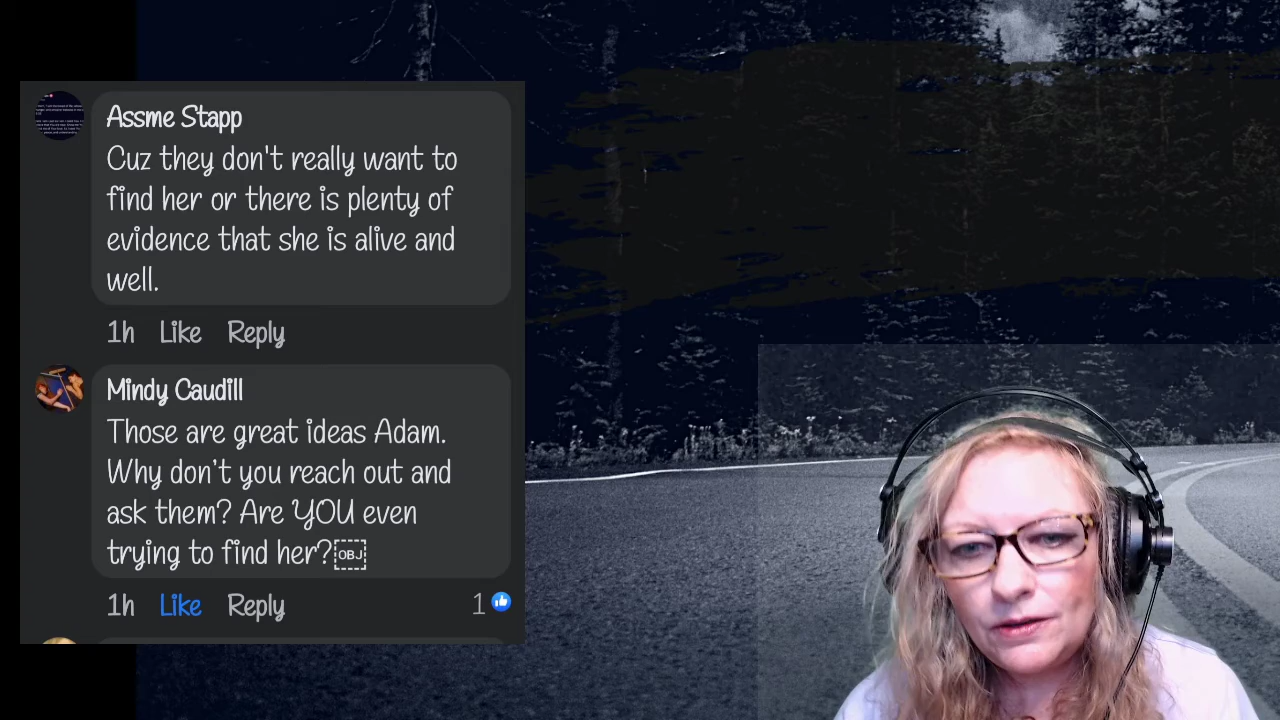 Assme Stapp
Cuz they don't really want to
find her or there is plenty of
evidence that she is alive and
well.
1h Like Reply
Mindy Caudill
Those are great ideas Adam.
Why don't you reach out and
ask them? Are YOU even
trying to find her?OBJ
1h Like Reply 1